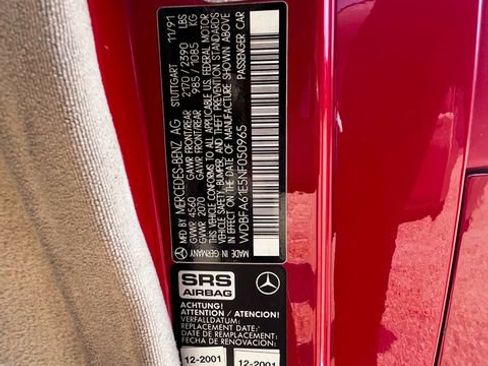 MFD BY MERCEDES-BENZ AG STUTTGART 11/91
GVWR 4560 GAWR FRONT/REAR 2170/2390 LBS
GVWR 2070 GAWR FRONT/REAR 985/1085 KG
THIS VEHICLE CONFORMS TO ALL APPLICABLE US. FEDERAL MOTOR
VEHICLE SAFETY, BUMPER, AND THEFT PREVENTION STANDARDS
IN EFFECT ON THE DATE OF MANUFACTURE SHOWN ABOVE
WDBFA61E5NF050965 PASSENGER CAR
MADE IN GERMANY
SRS
AIRBAG
ACHTUNG!
ATTENTION / ATENCION!
VERFALLDATUM:
REPLACEMENT DATE:
DATE DE REMPLACEMENT:
FECHA DE RENOVACION:
12-2001 12-2001